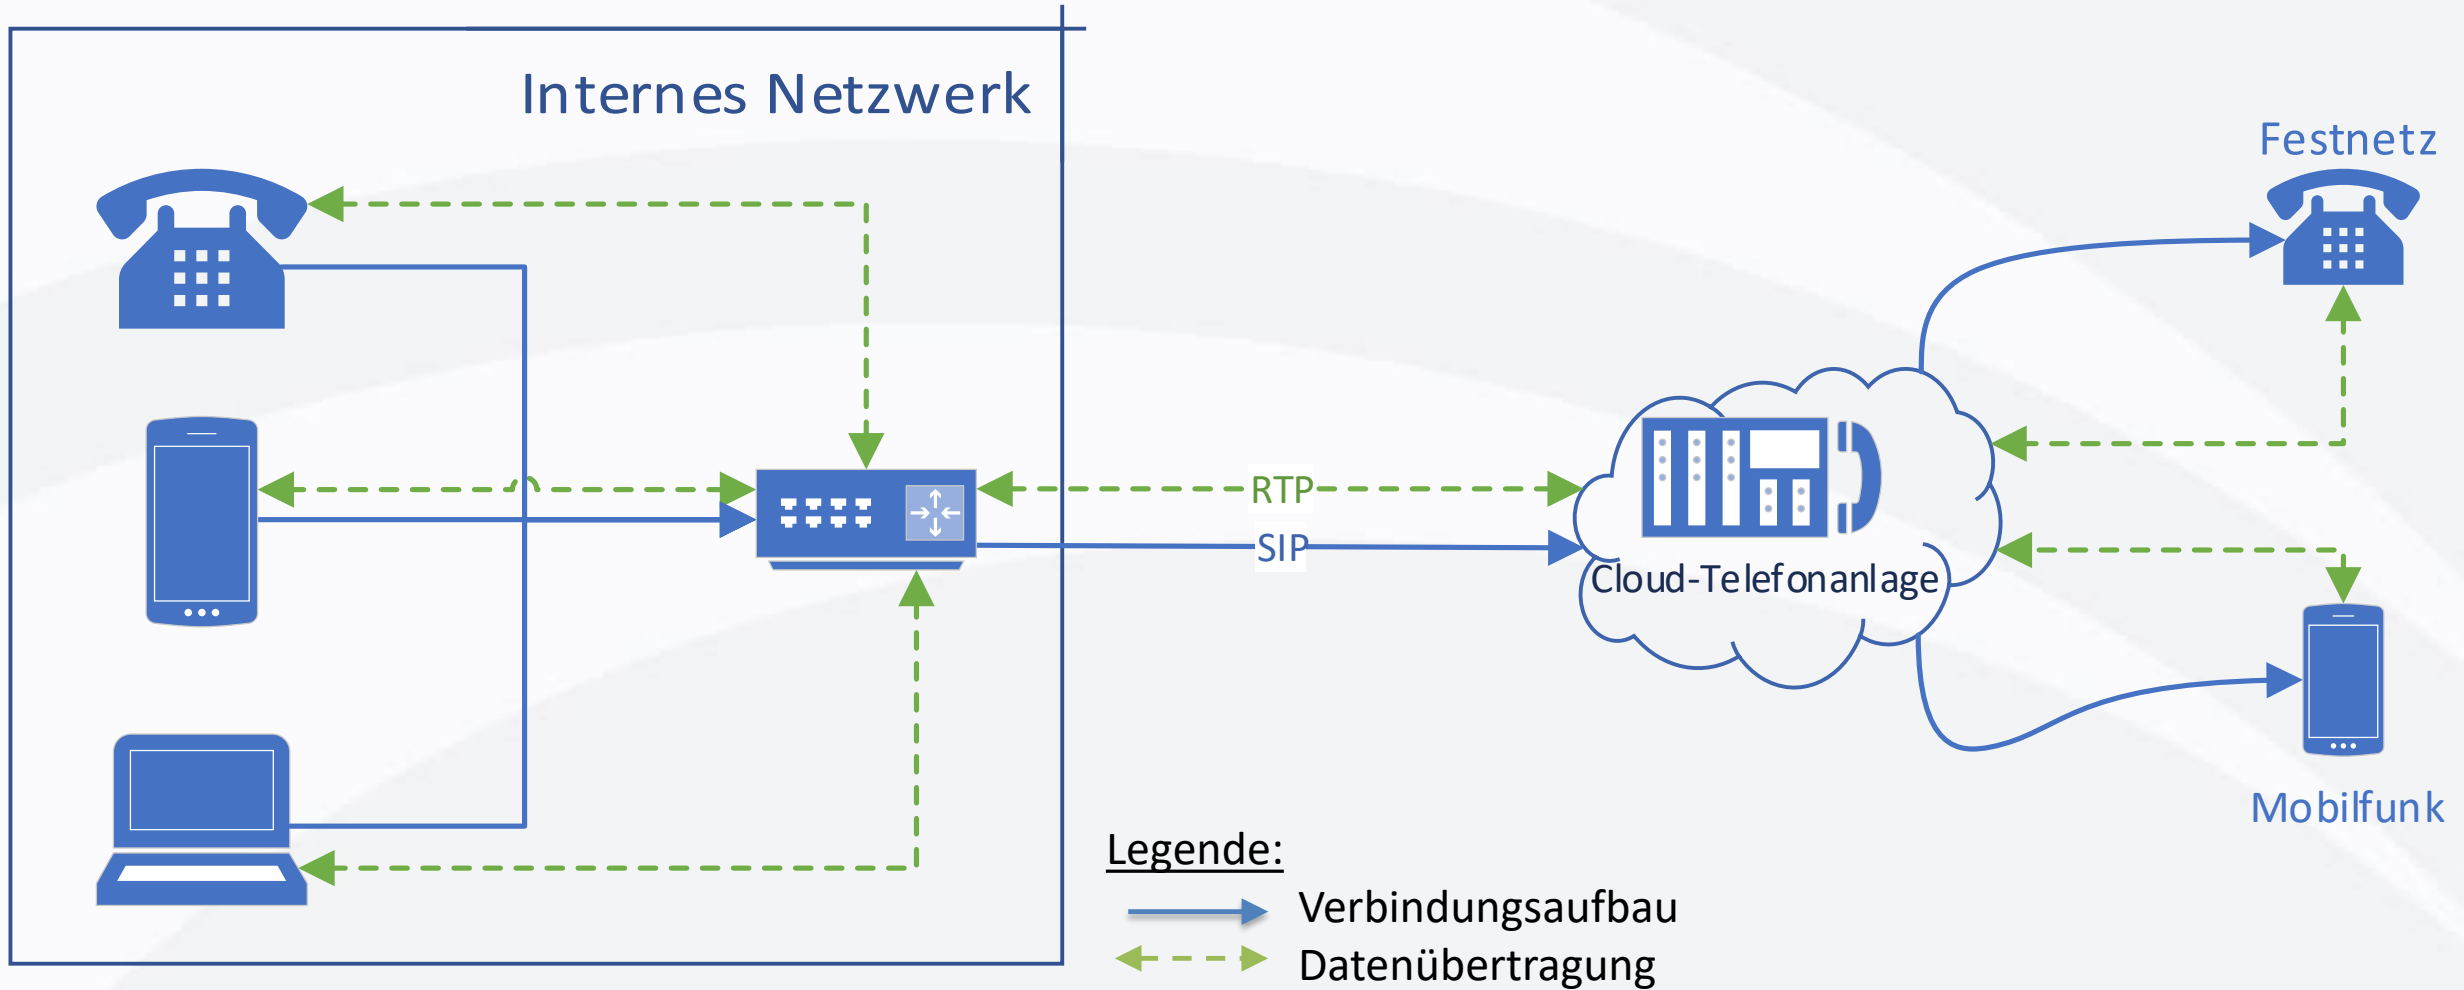 Internes Netzwerk
Festnetz
RTP
SIP
Cloud-Telefonanlage
Mobilfunk
Legende:
Verbindungsaufbau
Datenübertragung